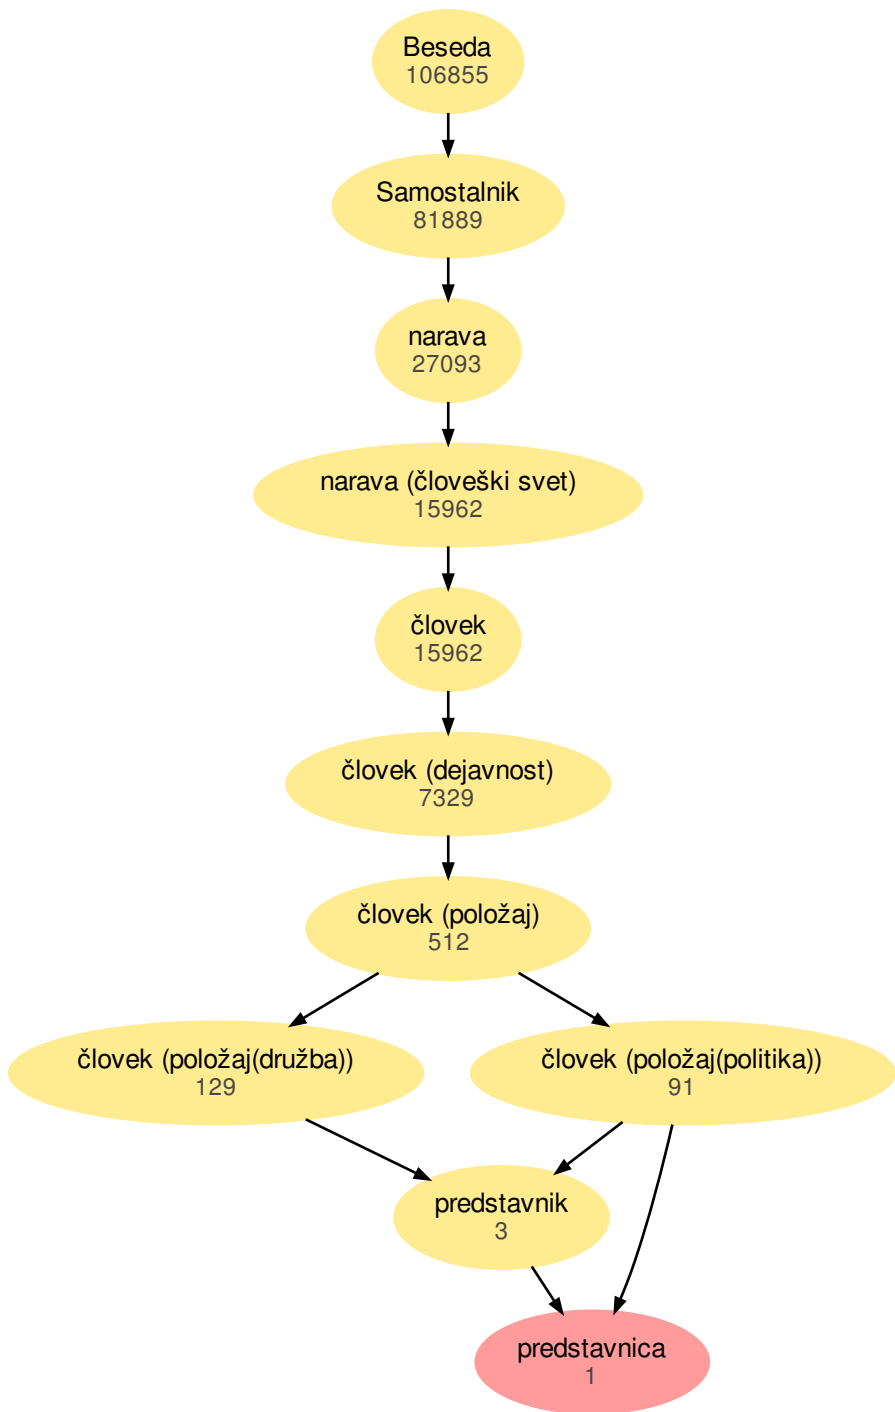 Beseda
106855
Samostalnik
81889
narava
27093
narava (človeški svet)
15962
človek
15962
človek (dejavnost)
7329
človek (položaj)
512
človek (položaj(družba))
129
človek (položaj(politika))
91
predstavnik
3
predstavnica
1